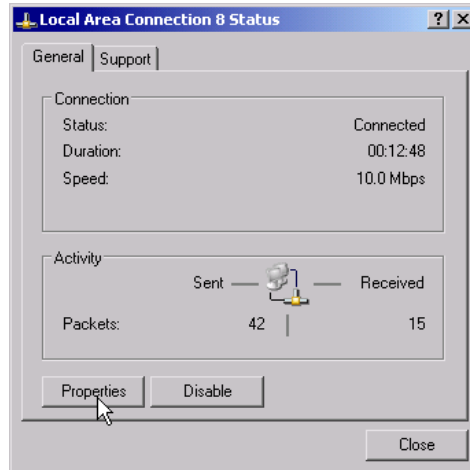 Local Area Connection 8 Status
General Support
Connection
Status: Connected
Duration: 00:12:48
Speed: 10.0 Mbps
Activity
Sent Received
Packets: 42 15
Properties Disable
Close